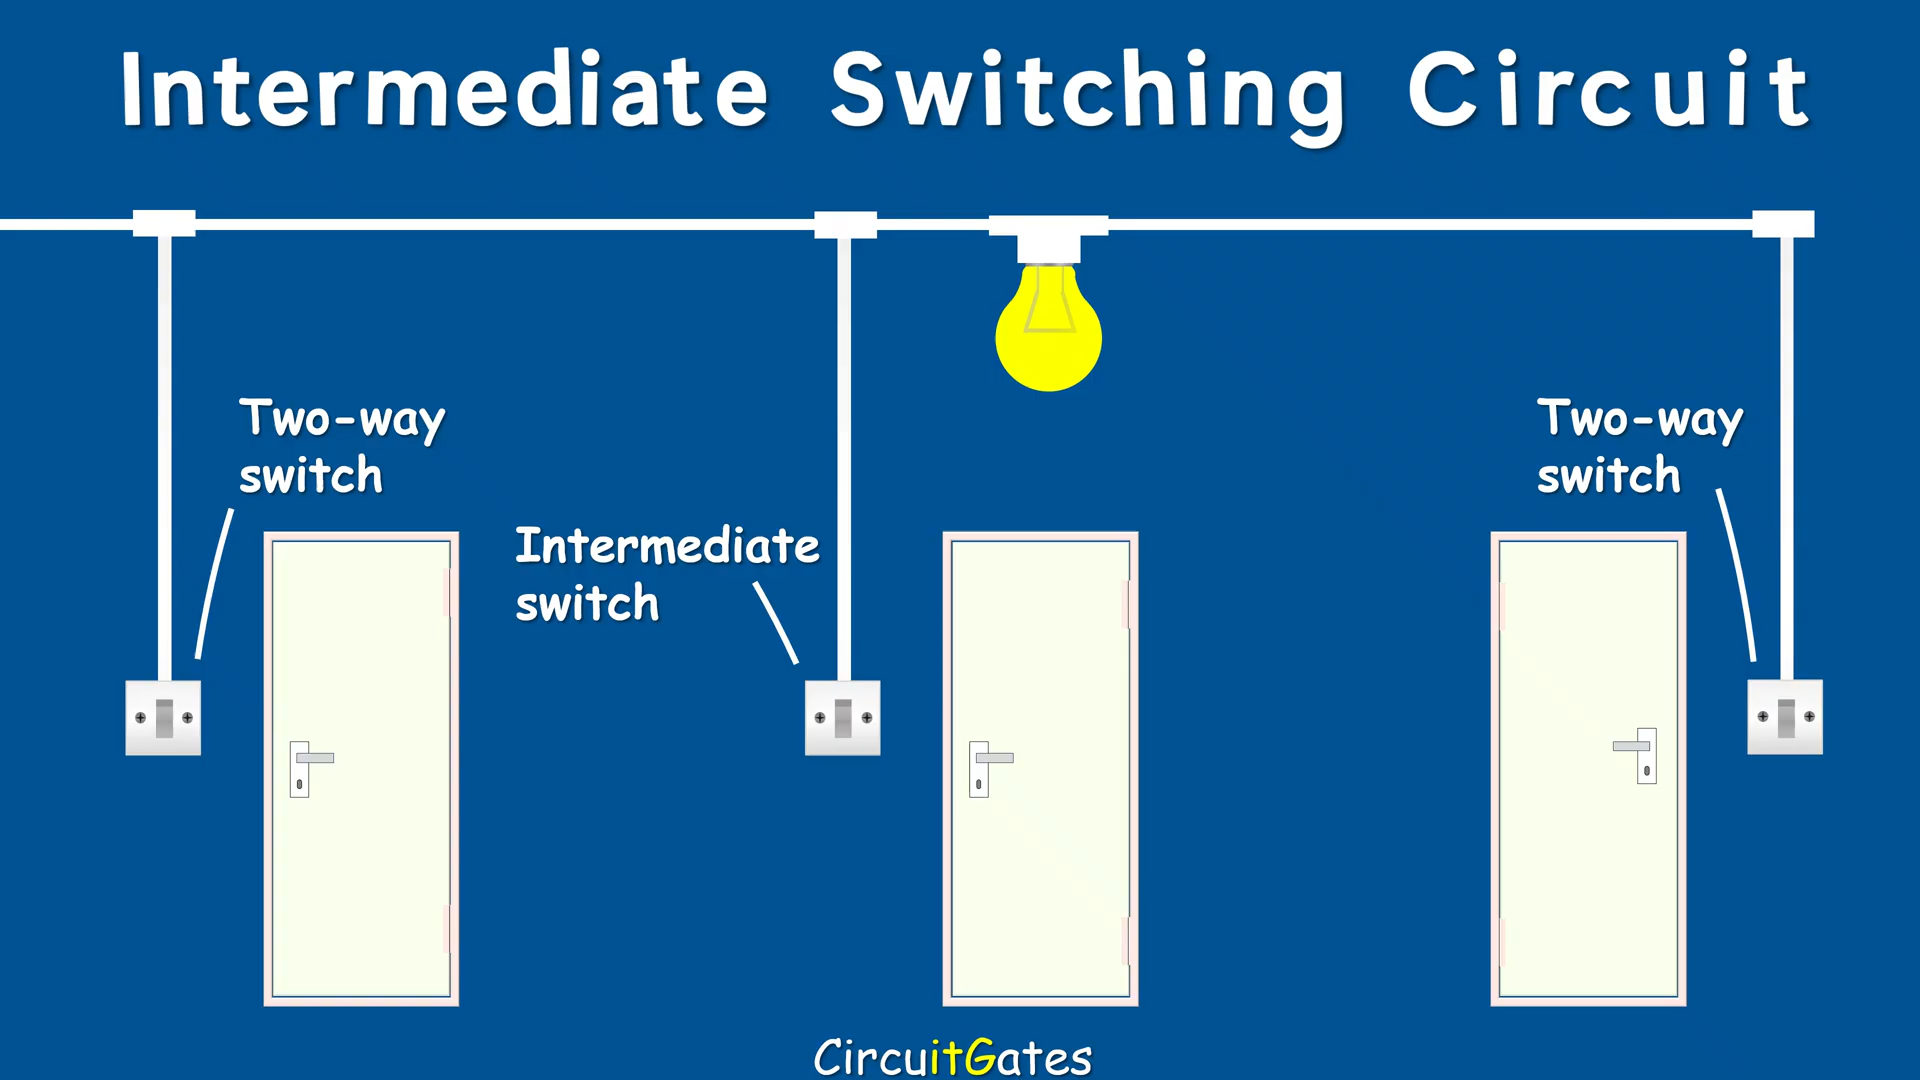 Intermediate Switching Circuit
Two-way
switch
Intermediate
switch
Two-way
switch
CircuitGates